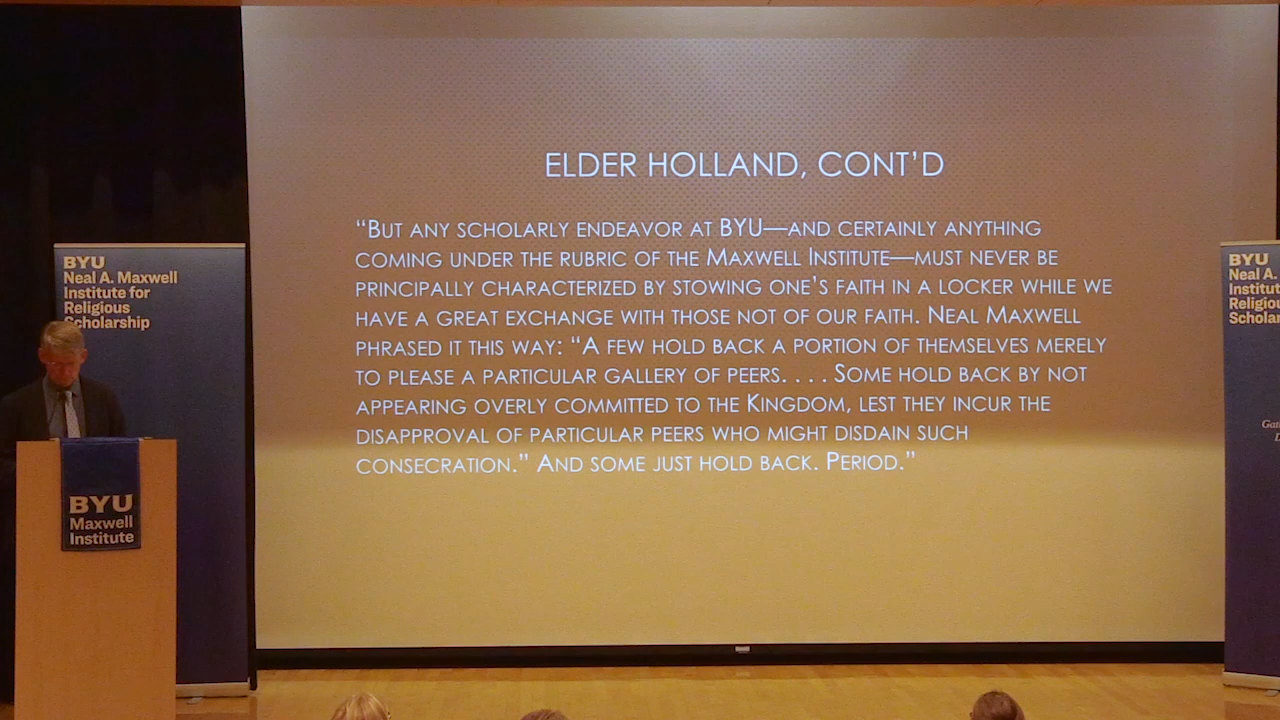 ELDER HOLLAND, CONT'D
“BUT ANY SCHOLARLY ENDEAVOR AT BYU—AND CERTAINLY ANYTHING
COMING UNDER THE RUBRIC OF THE MAXWELL INSTITUTE—MUST NEVER BE
PRINCIPALLY CHARACTERIZED BY STOWING ONE'S FAITH IN A LOCKER WHILE WE
HAVE A GREAT EXCHANGE WITH THOSE NOT OF OUR FAITH. NEAL MAXWELL
PHRASED IT THIS WAY: “A FEW HOLD BACK A PORTION OF THEMSELVES MERELY
TO PLEASE A PARTICULAR GALLERY OF PEERS. . . . SOME HOLD BACK BY NOT
APPEARING OVERLY COMMITTED TO THE KINGDOM, LEST THEY INCUR THE
DISAPPROVAL OF PARTICULAR PEERS WHO MIGHT DISDAIN SUCH
CONSECRATION.” AND SOME JUST HOLD BACK. PERIOD.”
BYU
Neal A. Maxwell
Institute for
Religious
Scholarship
BYU
Maxwell
Institute
BYU
Neal A.
Institut
Religio
Scholar